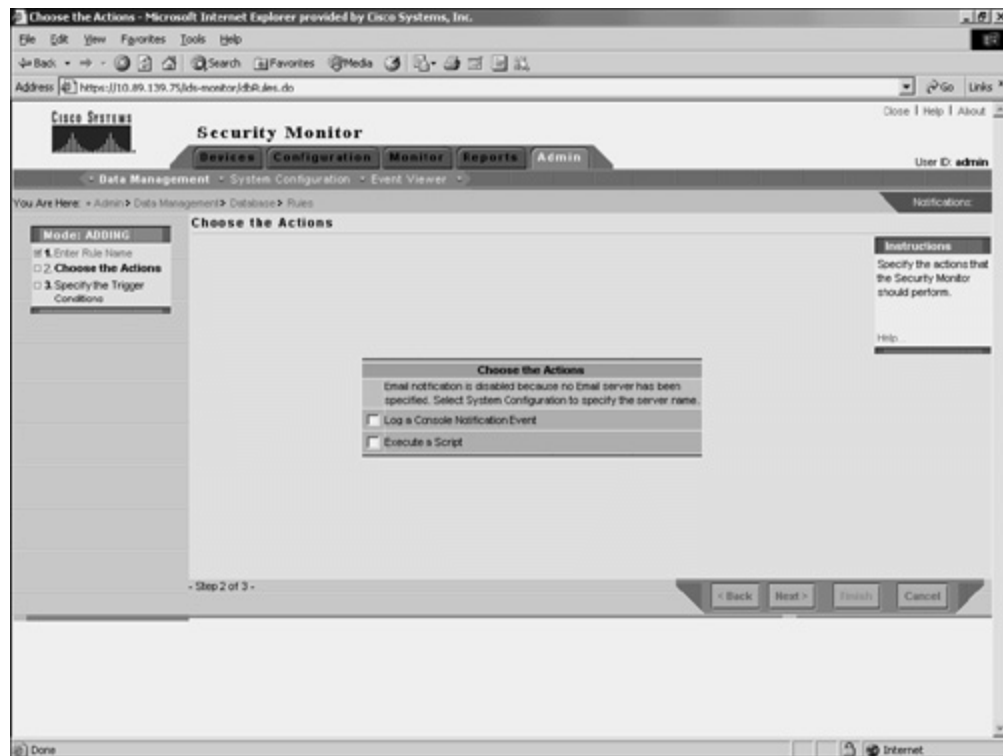 Choose the Actions - Microsoft Internet Explorer provided by Cisco Systems, Inc.
File Edit View Favorites Tools Help
Back Search Favorites Media
Address https://10.89.139.75/ids-monitor/dbRules.do Go Links
Close | Help | About
CISCO SYSTEMS
Security Monitor
Devices Configuration Monitor Reports Admin
User ID: admin
Data Management System Configuration Event Viewer
You Are Here: Admin > Data Management > Database > Rules
Notifications:
Choose the Actions
Mode: ADDING
1. Enter Rule Name
2. Choose the Actions
3. Specify the Trigger
Conditions
Instructions
Specify the actions that
the Security Monitor
should perform.
Help...
Choose the Actions
Email notification is disabled because no Email server has been
specified. Select System Configuration to specify the server name.
Log a Console Notification Event
Execute a Script
- Step 2 of 3 -
< Back Next > Finish Cancel
Done Internet